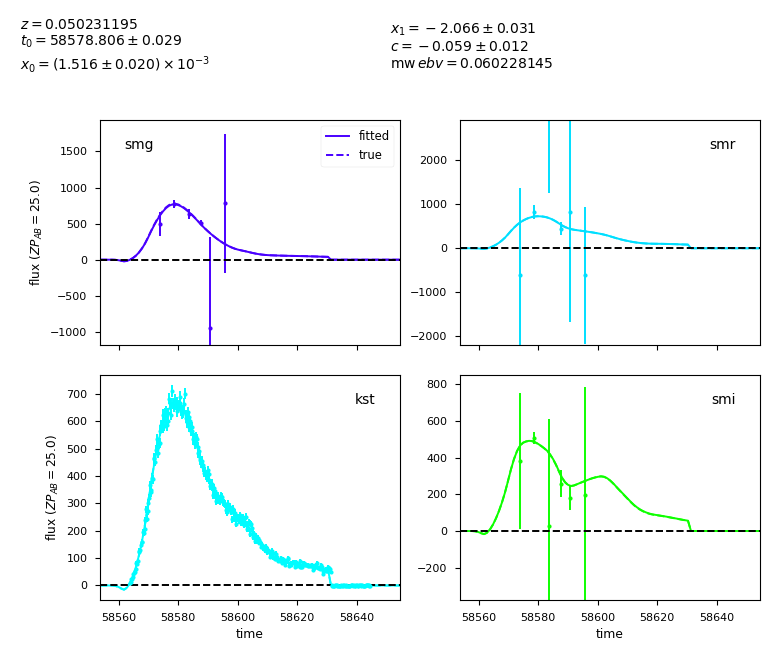 z = 0.050231195
t₀ = 58578.806 ± 0.029
x₀ = (1.516 ± 0.020) × 10⁻³
x₁ = −2.066 ± 0.031
c = −0.059 ± 0.012
mw ebv = 0.060228145
smg
fitted
true
flux (ZP_AB = 25.0)
1500
1000
500
0
−500
−1000
smr
2000
1000
0
−1000
−2000
kst
flux (ZP_AB = 25.0)
700
600
500
400
300
200
100
0
58560 58580 58600 58620 58640
time
smi
800
600
400
200
0
−200
58560 58580 58600 58620 58640
time